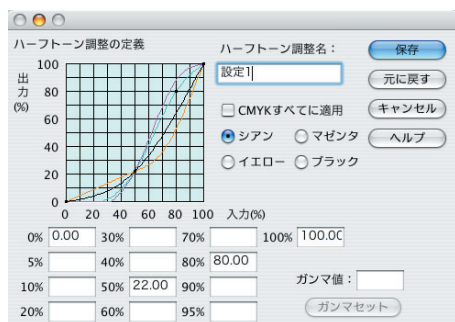 ハーフトーン調整の定義
ハーフトーン調整名：
設定1
保存
元に戻す
キャンセル
ヘルプ
CMYKすべてに適用
シアン マゼンタ
イエロー ブラック
出力(%)
100
80
60
40
20
0
0 20 40 60 80 100 入力(%)
0% 0.00 30% 70% 100% 100.00
5% 40% 80% 80.00
10% 50% 22.00 90% ガンマ値：
20% 60% 95% ガンマセット